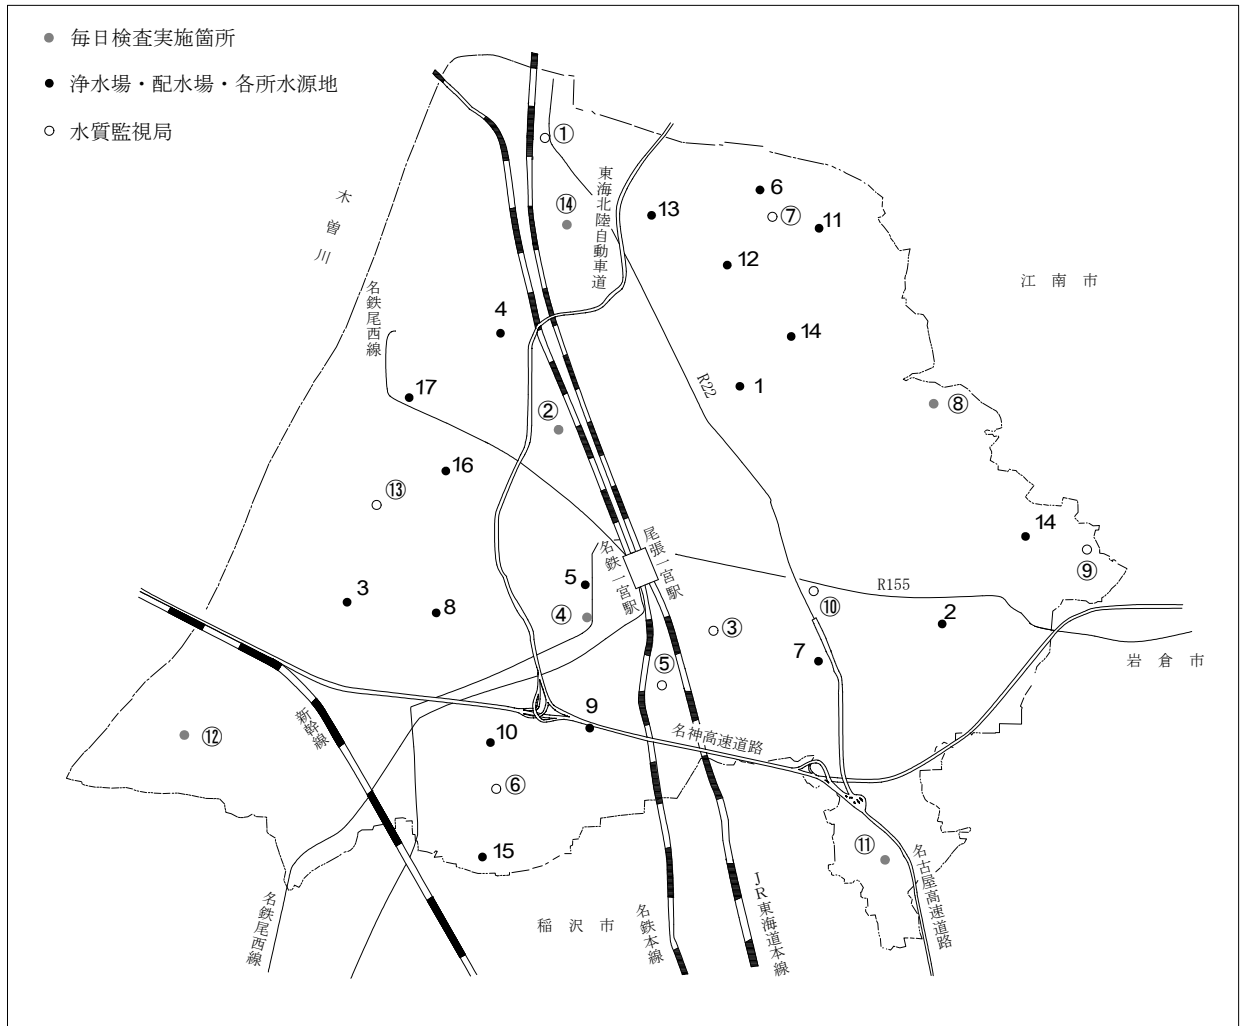 毎日検査実施箇所
浄水場・配水場・各所水源地
水質監視局
①
木曽川
東海北陸自動車道
⑭
13
6
⑦
11
12
江南市
名鉄尾西線
4
14
R22
1
17
②
⑧
16
⑬
14
⑨
尾張一宮駅
名鉄一宮駅
R155
5
3
8
④
⑩
③
2
7
岩倉市
⑤
新幹線
⑫
9
10
名神高速道路
⑥
15
⑪
名古屋高速道路
名鉄尾西線
稲沢市
名鉄本線
JR東海道本線